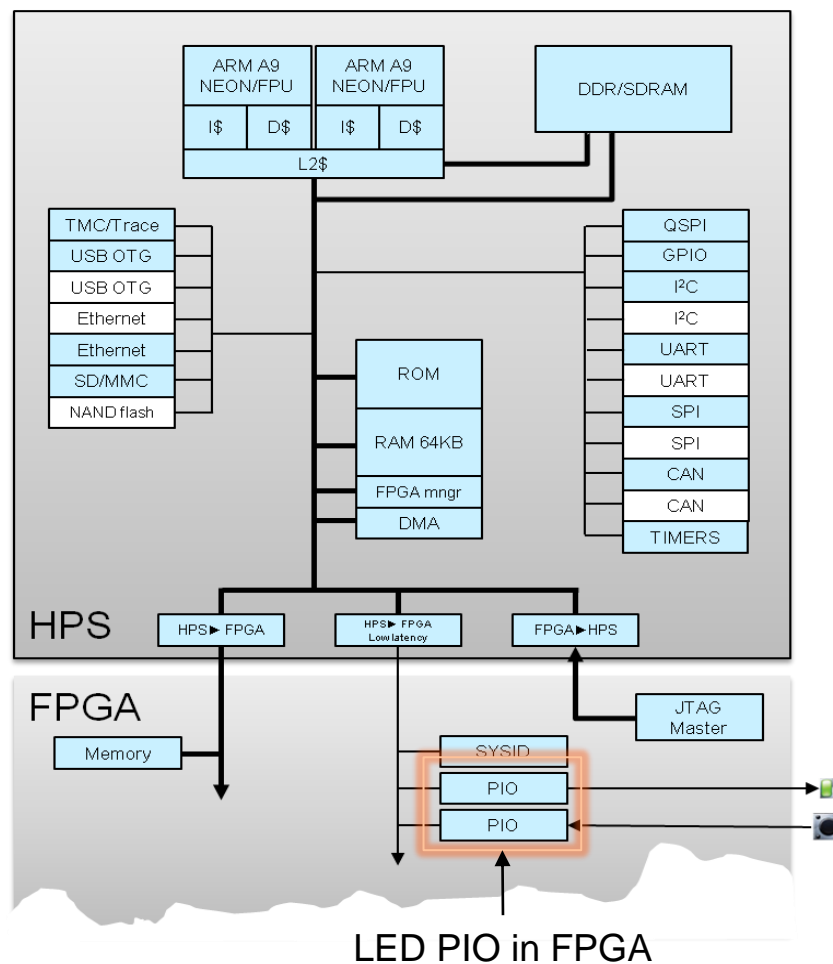 ARM A9
NEON/FPU
ARM A9
NEON/FPU
I$
D$
I$
D$
L2$
DDR/SDRAM
TMC/Trace
USB OTG
USB OTG
Ethernet
Ethernet
SD/MMC
NAND flash
QSPI
GPIO
I²C
I²C
UART
UART
SPI
SPI
CAN
CAN
TIMERS
ROM
RAM 64KB
FPGA mngr
DMA
HPS
HPS► FPGA
HPS► FPGA
Low latency
FPGA►HPS
FPGA
Memory
JTAG
Master
SYSID
PIO
PIO
LED PIO in FPGA